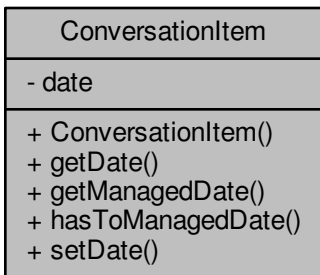 ConversationItem
- date
+ ConversationItem()
+ getDate()
+ getManagedDate()
+ hasToManagedDate()
+ setDate()